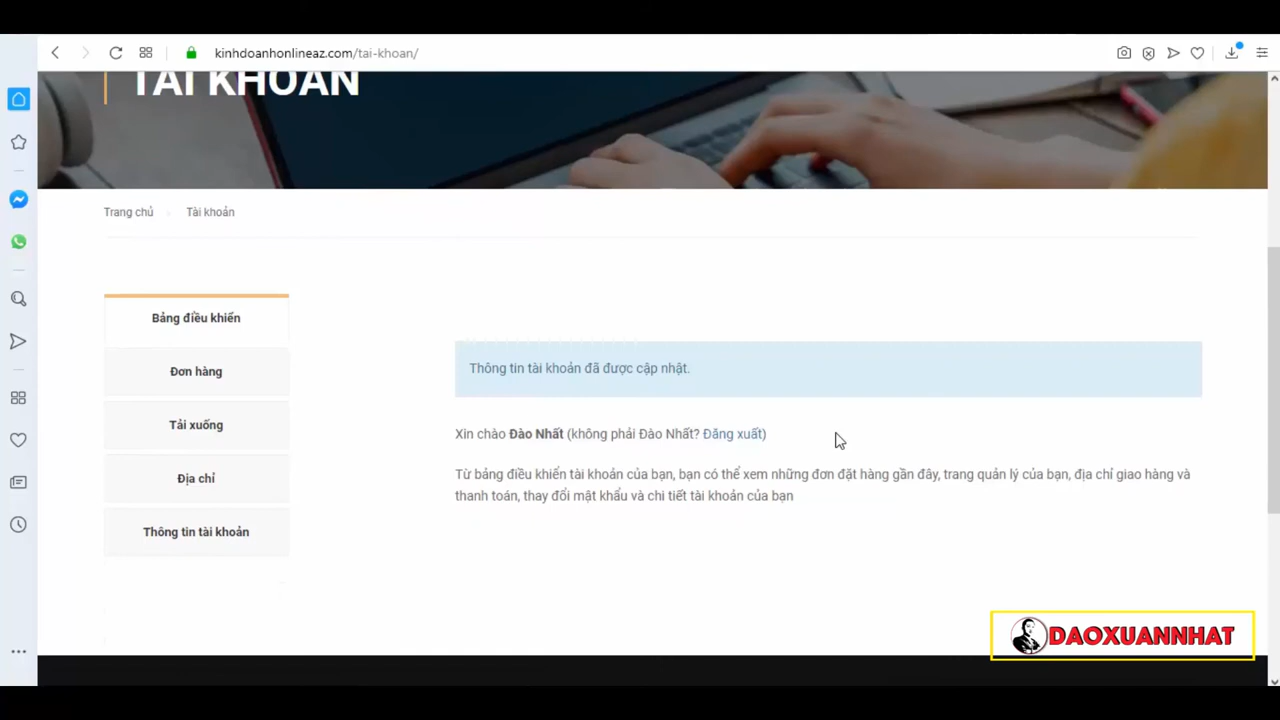 kinhdoanhonlineaz.com/tai-khoan/
TÀI KHOẢN
Trang chủ
Tài khoản
Bảng điều khiển
Đơn hàng
Tải xuống
Địa chỉ
Thông tin tài khoản
Thông tin tài khoản đã được cập nhật.
Xin chào Đào Nhất (không phải Đào Nhất? Đăng xuất)
Từ bảng điều khiển tài khoản của bạn, bạn có thể xem những đơn đặt hàng gần đây, trang quản lý của bạn, địa chỉ giao hàng và
thanh toán, thay đổi mật khẩu và chi tiết tài khoản của bạn
DAOXUANNHAT